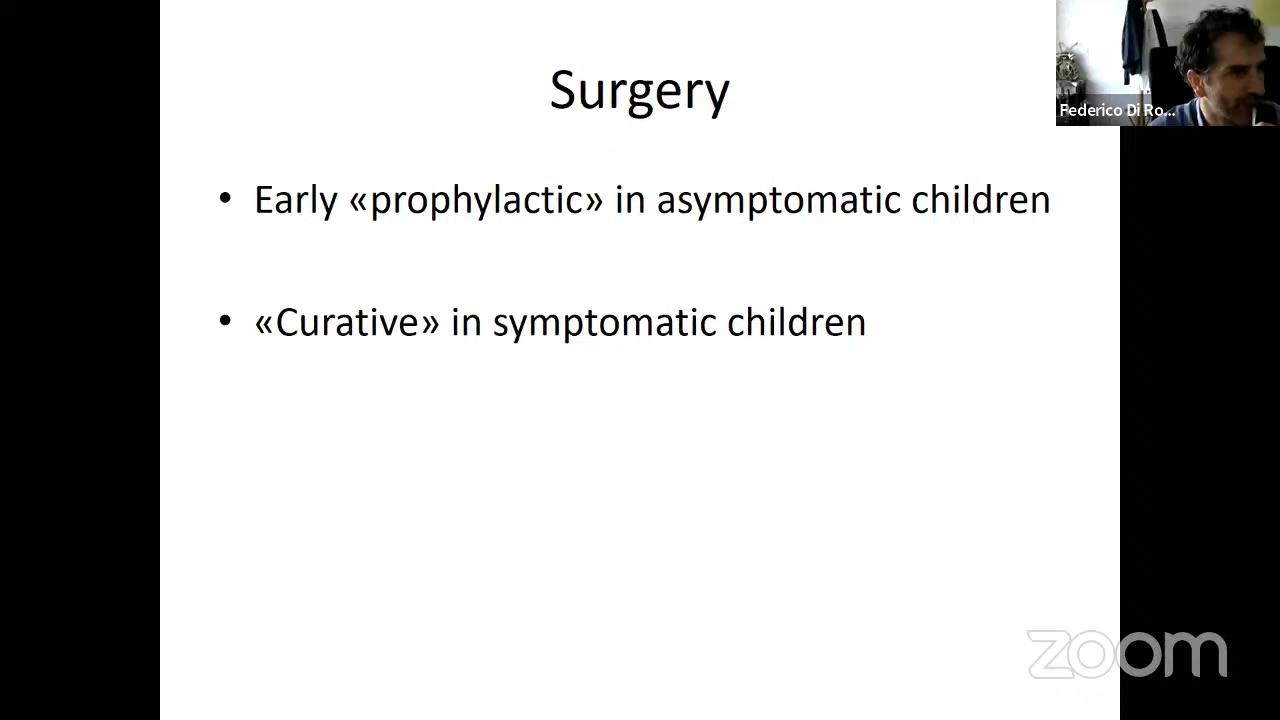 Surgery
Federico Di Ro...
• Early «prophylactic» in asymptomatic children
• «Curative» in symptomatic children
zoom